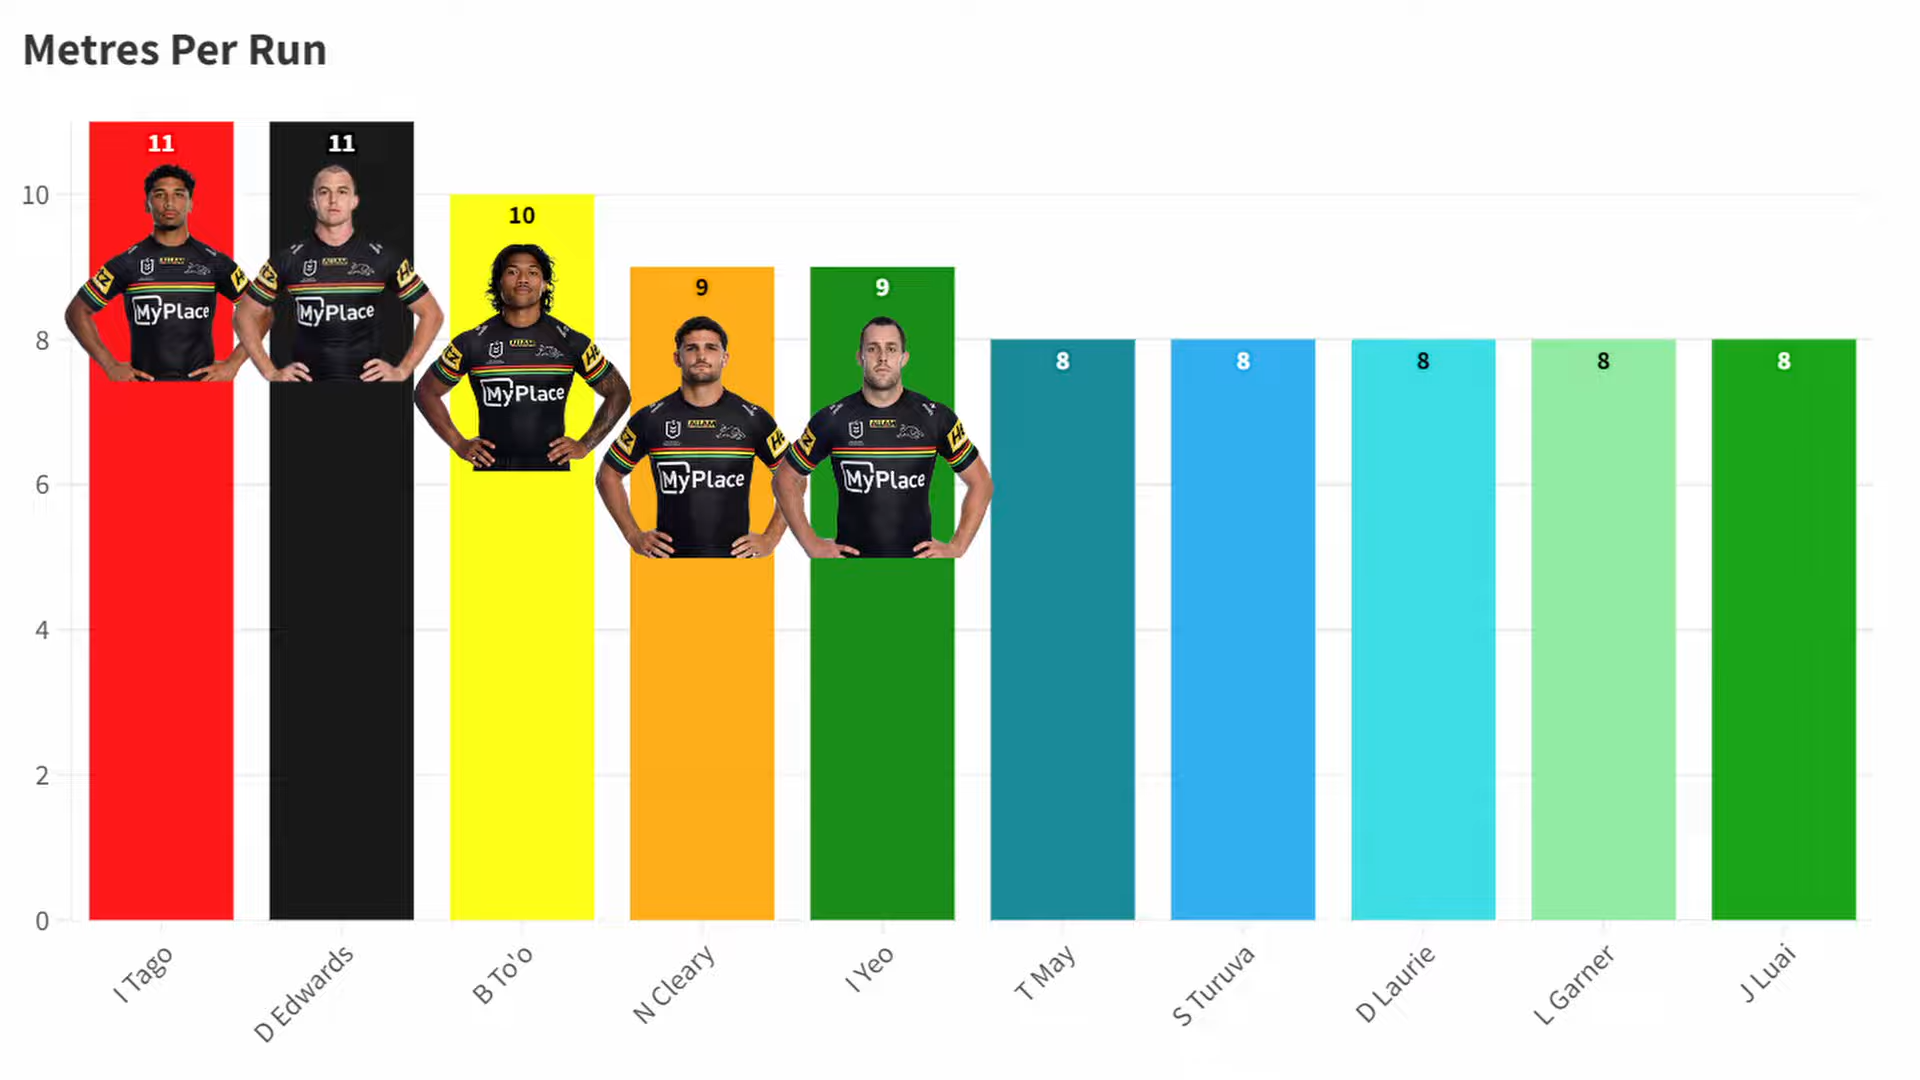 Metres Per Run
11
11
10
10
9
9
8
8
8
8
8
8
6
4
2
0
MyPlace
MyPlace
MyPlace
MyPlace
MyPlace
I Tago
D Edwards
B To'o
N Cleary
I Yeo
T May
S Turuva
D Laurie
L Garner
J Luai